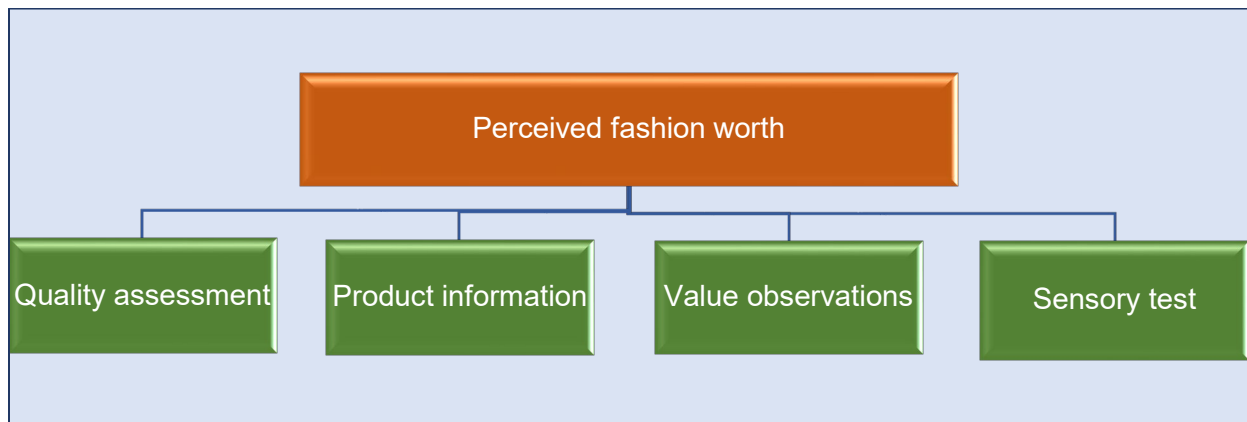 Perceived fashion worth
Quality assessment
Product information
Value observations
Sensory test